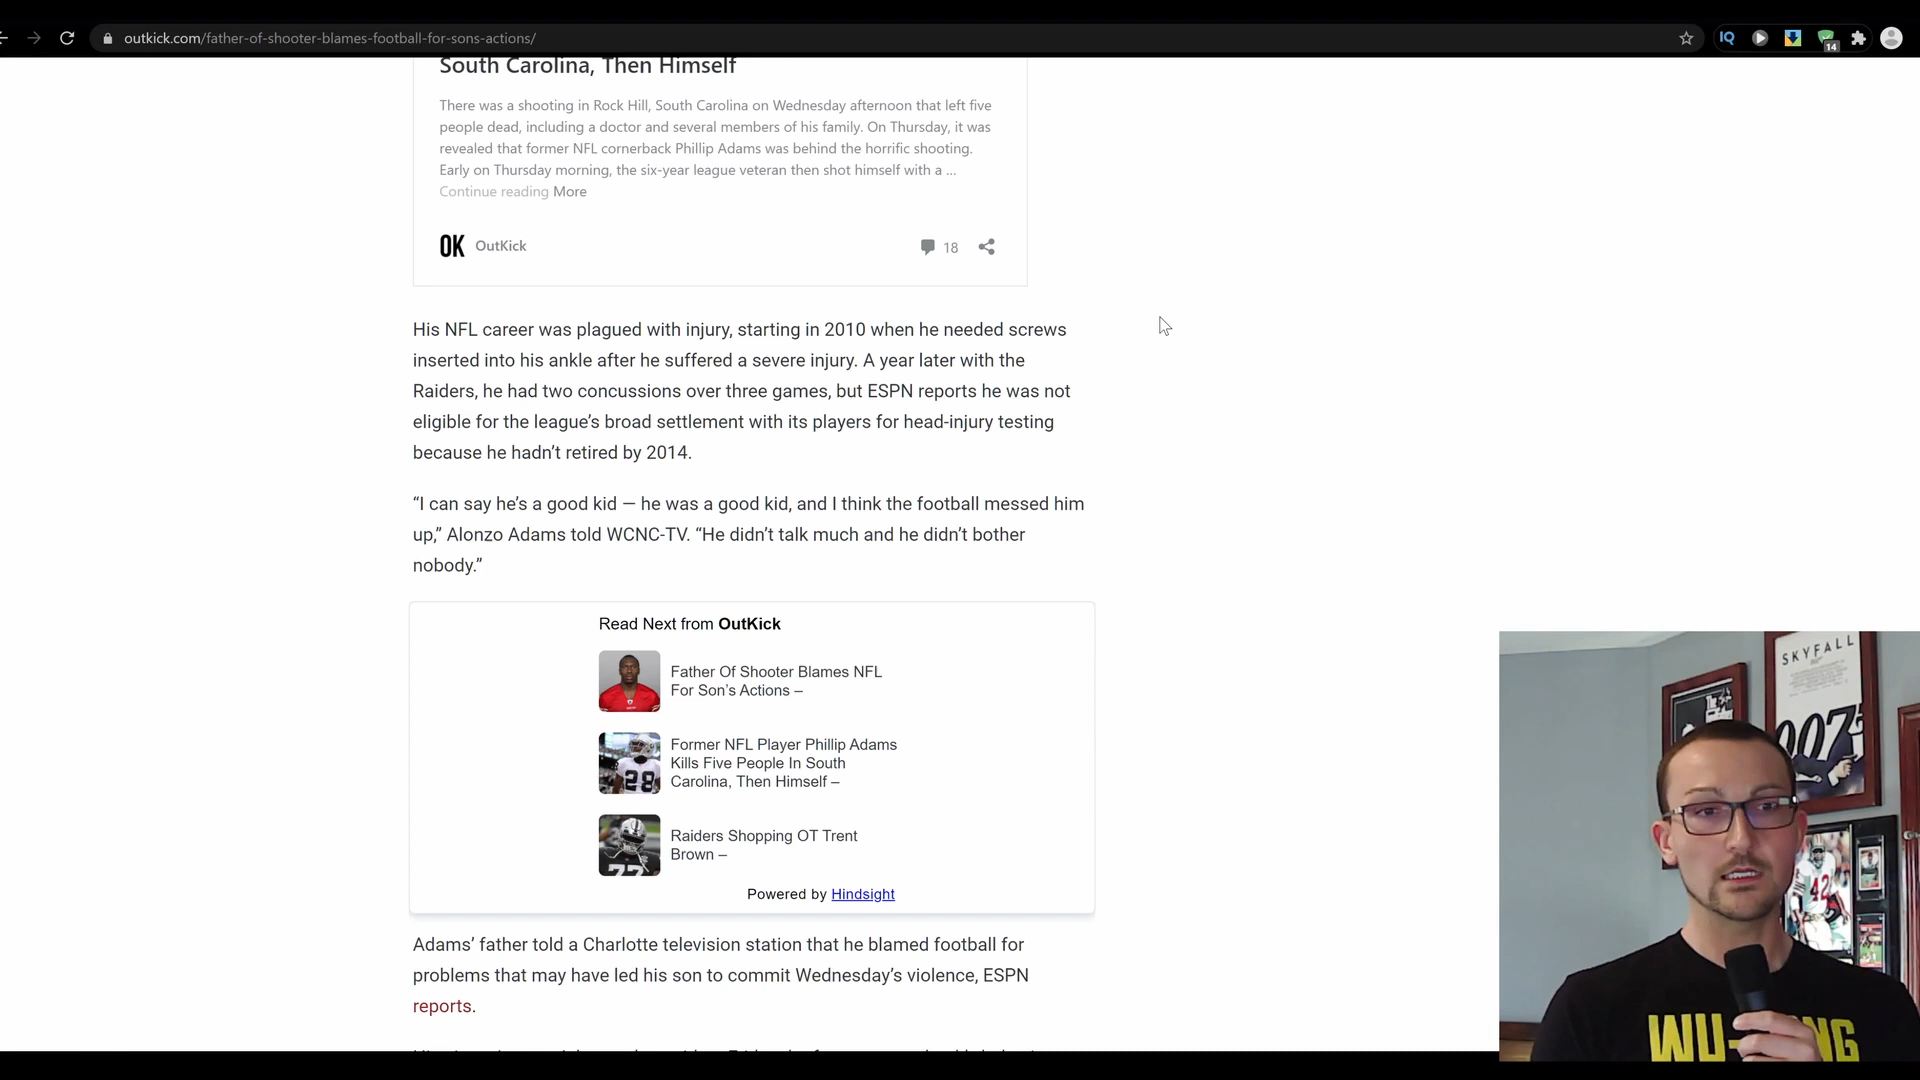 outkick.com/father-of-shooter-blames-football-for-sons-actions/
IQ
14
South Carolina, Then Himself
There was a shooting in Rock Hill, South Carolina on Wednesday afternoon that left five
people dead, including a doctor and several members of his family. On Thursday, it was
revealed that former NFL cornerback Phillip Adams was behind the horrific shooting.
Early on Thursday morning, the six-year league veteran then shot himself with a ...
Continue reading More
OK OutKick
18
His NFL career was plagued with injury, starting in 2010 when he needed screws
inserted into his ankle after he suffered a severe injury. A year later with the
Raiders, he had two concussions over three games, but ESPN reports he was not
eligible for the league’s broad settlement with its players for head-injury testing
because he hadn’t retired by 2014.
“I can say he’s a good kid — he was a good kid, and I think the football messed him
up,” Alonzo Adams told WCNC-TV. “He didn’t talk much and he didn’t bother
nobody.”
Read Next from OutKick
Father Of Shooter Blames NFL
For Son’s Actions –
Former NFL Player Phillip Adams
Kills Five People In South
Carolina, Then Himself –
28
Raiders Shopping OT Trent
Brown –
77
Powered by Hindsight
Adams’ father told a Charlotte television station that he blamed football for
problems that may have led his son to commit Wednesday’s violence, ESPN
reports.
SKYFALL
007
42
WU-
NG